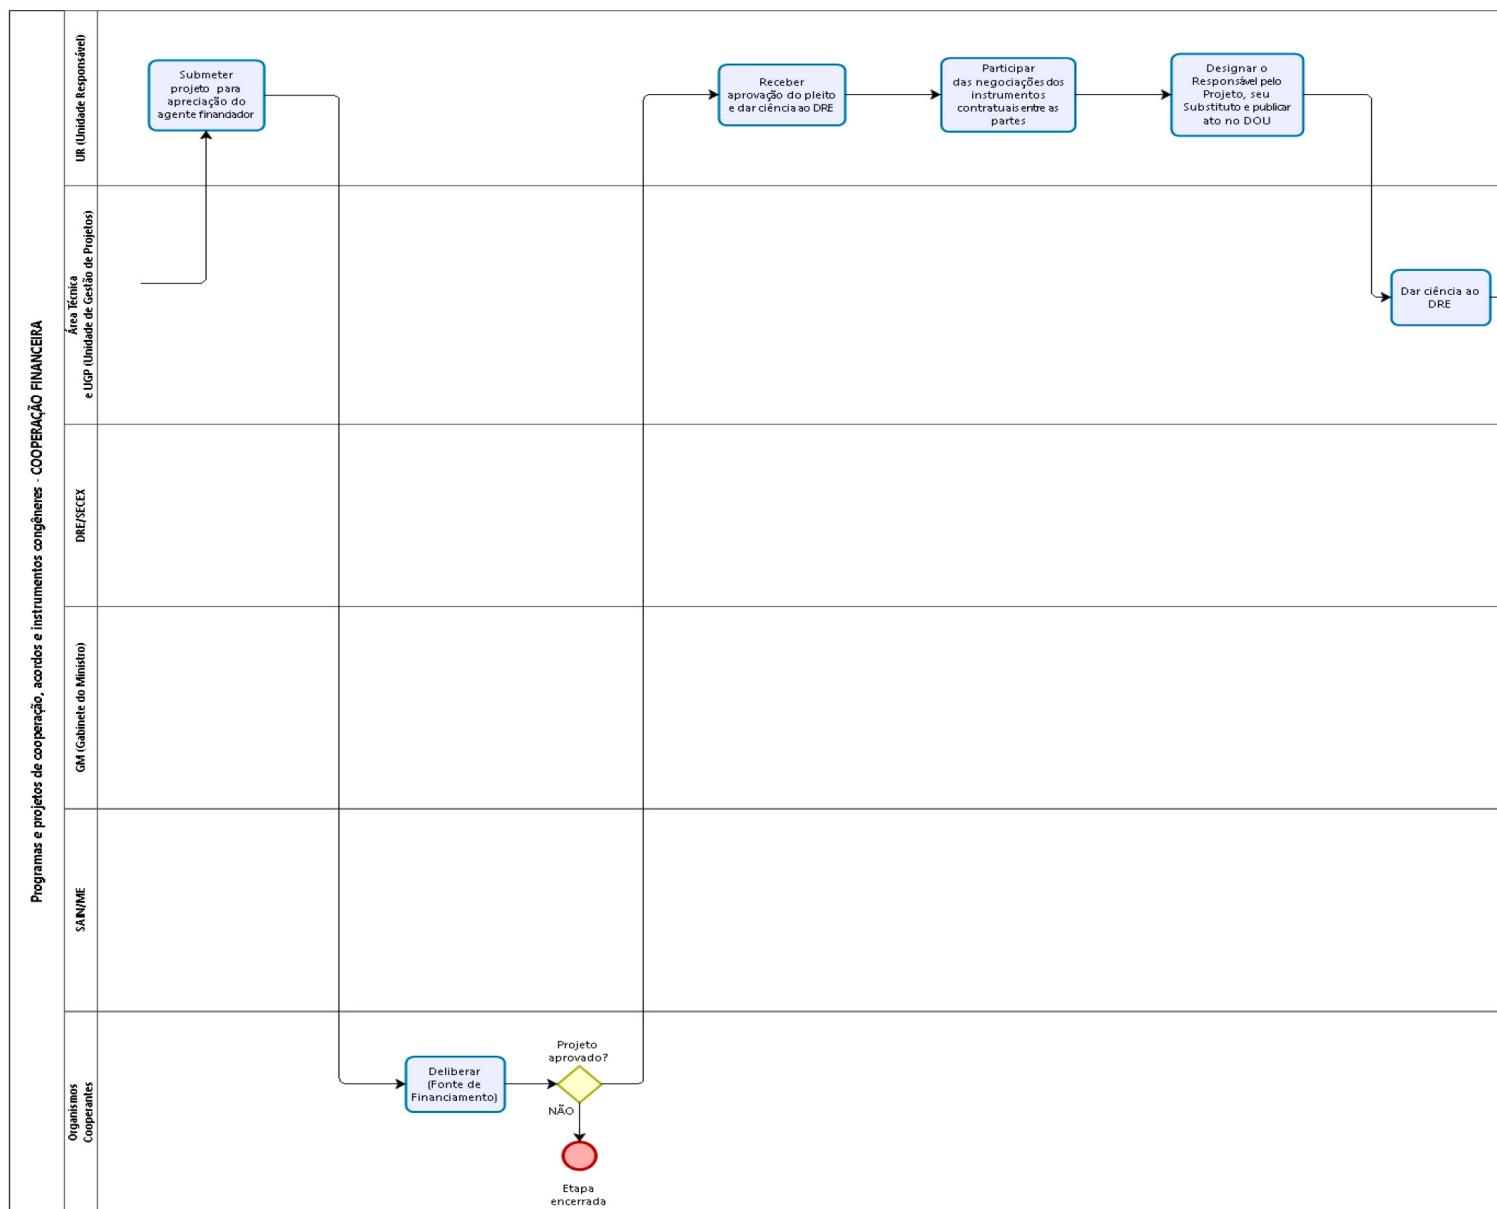 Programas e projetos de cooperação, acordos e instrumentos congêneres - COOPERAÇÃO FINANCEIRA
UR (Unidade Responsável)
Submeter
projeto para
apreciação do
agente financiador
Receber
aprovação do pleito
e dar ciência ao DRE
Participar
das negociações dos
instrumentos
contratuais entre as
partes
Designar o
Responsável pelo
Projeto, seu
Substituto e publicar
ato no DOU
Área Técnica
e UGP (Unidade de Gestão de Projetos)
Dar ciência ao
DRE
DRE/SECEX
GM (Gabinete do Ministro)
SAIN/ME
Organismos
Cooperantes
Deliberar
(Fonte de
Financiamento)
Projeto
aprovado?
NÃO
Etapa
encerrada